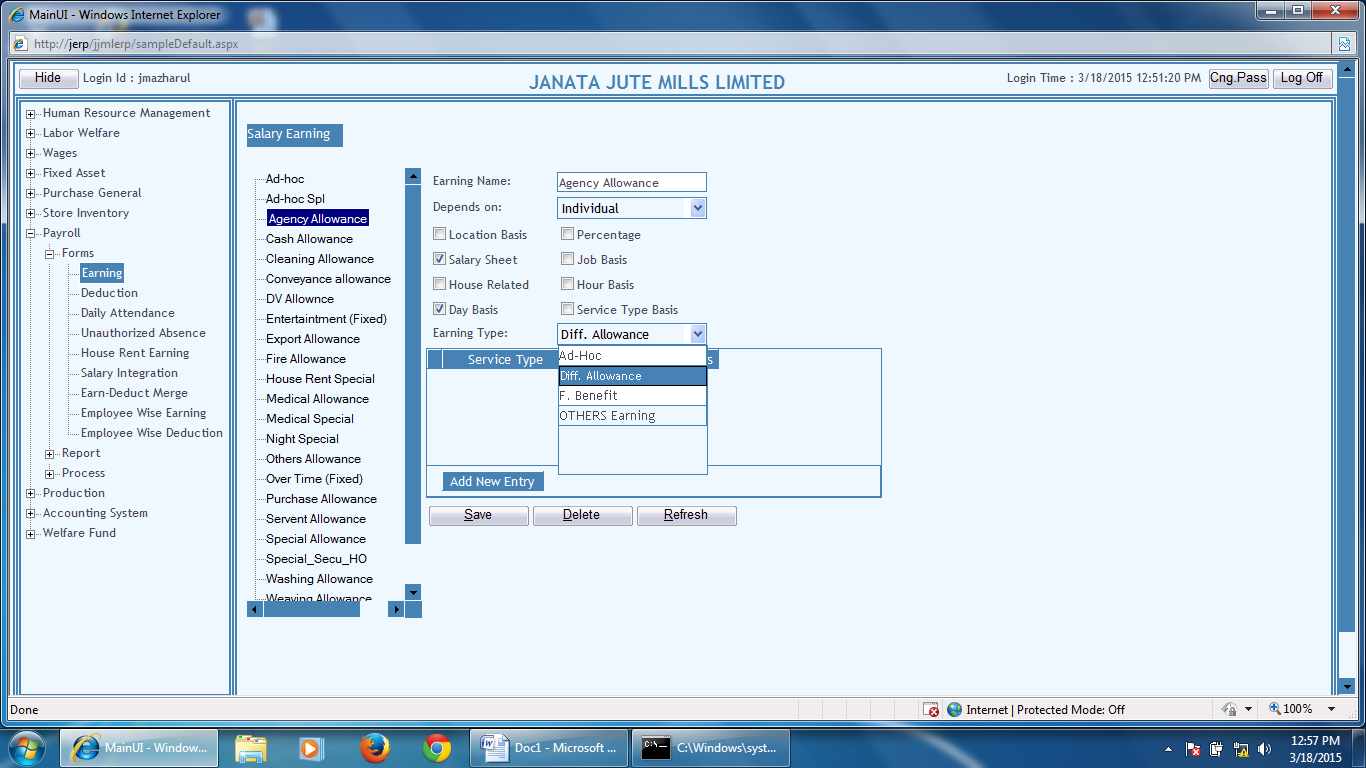 MainUI - Windows Internet Explorer
http://jerp/jjmlerp/sampleDefault.aspx
Hide
Login Id : jmazharul
JANATA JUTE MILLS LIMITED
Login Time : 3/18/2015 12:51:20 PM
Cng.Pass
Log Off
Human Resource Management
Labor Welfare
Wages
Fixed Asset
Purchase General
Store Inventory
Payroll
Forms
Earning
Deduction
Daily Attendance
Unauthorized Absence
House Rent Earning
Salary Integration
Earn-Deduct Merge
Employee Wise Earning
Employee Wise Deduction
Report
Process
Production
Accounting System
Welfare Fund
Salary Earning
Ad-hoc
Ad-hoc Spl
Agency Allowance
Cash Allowance
Cleaning Allowance
Conveyance allowance
DV Allownce
Entertaintment (Fixed)
Export Allowance
Fire Allowance
House Rent Special
Medical Allowance
Medical Special
Night Special
Others Allowance
Over Time (Fixed)
Purchase Allowance
Servent Allowance
Special Allowance
Special_Secu_HO
Washing Allowance
Weaving Allowance
Earning Name: Agency Allowance
Depends on: Individual
Location Basis Percentage
Salary Sheet Job Basis
House Related Hour Basis
Day Basis Service Type Basis
Earning Type: Diff. Allowance
Service Type
Ad-Hoc
Diff. Allowance
F. Benefit
OTHERS Earning
Add New Entry
Save Delete Refresh
Done
Internet | Protected Mode: Off
100%
MainUI - Window...
Doc1 - Microsoft ...
C:\Windows\syst...
12:57 PM
3/18/2015